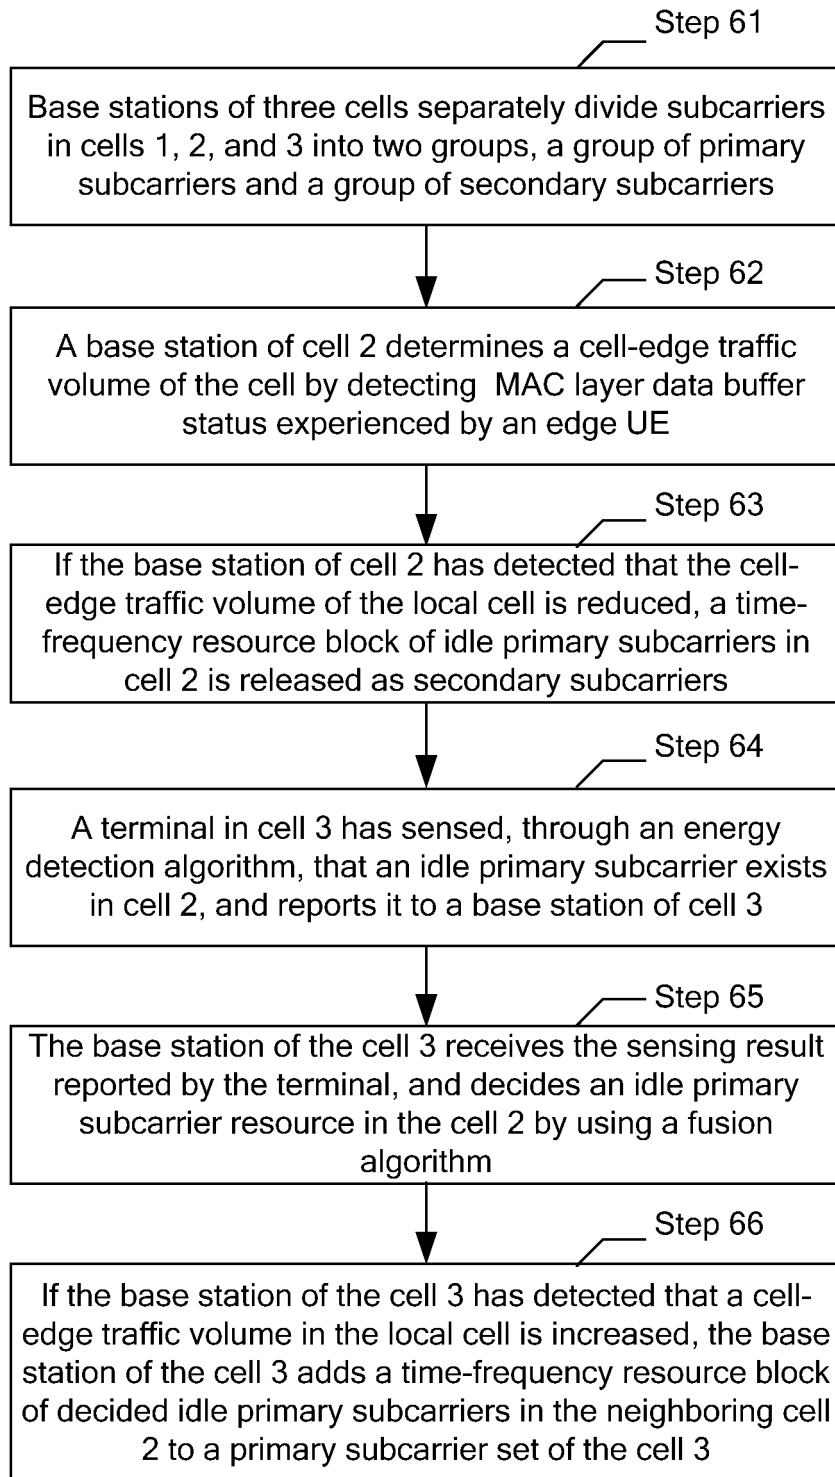 Step 61
Base stations of three cells separately divide subcarriers
in cells 1, 2, and 3 into two groups, a group of primary
subcarriers and a group of secondary subcarriers
Step 62
A base station of cell 2 determines a cell-edge traffic
volume of the cell by detecting MAC layer data buffer
status experienced by an edge UE
Step 63
If the base station of cell 2 has detected that the cell-
edge traffic volume of the local cell is reduced, a time-
frequency resource block of idle primary subcarriers in
cell 2 is released as secondary subcarriers
Step 64
A terminal in cell 3 has sensed, through an energy
detection algorithm, that an idle primary subcarrier exists
in cell 2, and reports it to a base station of cell 3
Step 65
The base station of the cell 3 receives the sensing result
reported by the terminal, and decides an idle primary
subcarrier resource in the cell 2 by using a fusion
algorithm
Step 66
If the base station of the cell 3 has detected that a cell-
edge traffic volume in the local cell is increased, the base
station of the cell 3 adds a time-frequency resource block
of decided idle primary subcarriers in the neighboring cell
2 to a primary subcarrier set of the cell 3